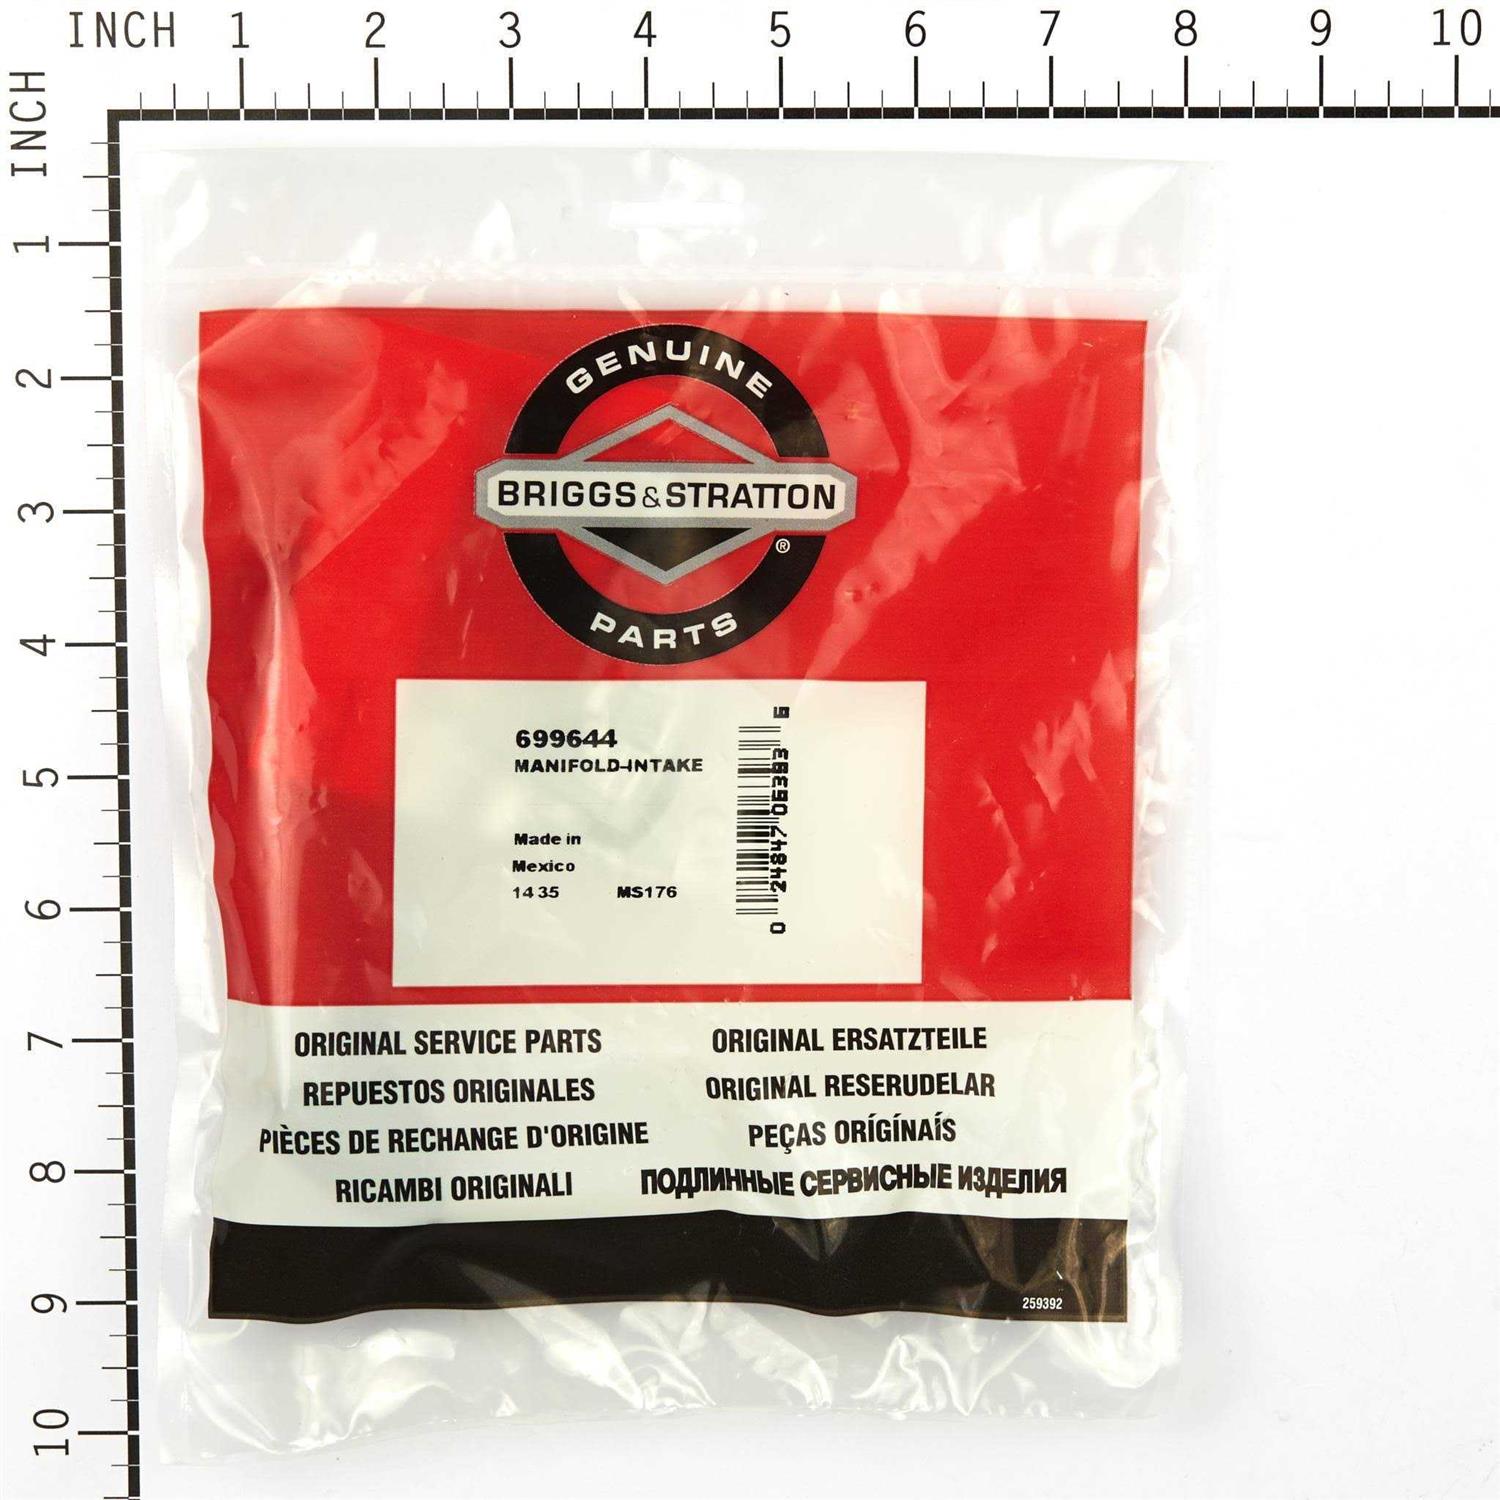 INCH 1 2 3 4 5 6 7 8 9 10
INCH 1 2 3 4 5 6 7 8 9 10
GENUINE
BRIGGS & STRATTON
®
PARTS
699644
MANIFOLD-INTAKE
Made in
Mexico
14 35 MS176
0 24847 06393 6
ORIGINAL SERVICE PARTS
ORIGINAL ERSATZTEILE
REPUESTOS ORIGINALES
ORIGINAL RESERUDELAR
PIÈCES DE RECHANGE D'ORIGINE
PEÇAS ORÍGÍNAÍS
RICAMBI ORIGINALI
ПОДЛИННЫЕ СЕРВИСНЫЕ ИЗДЕЛИЯ
259392